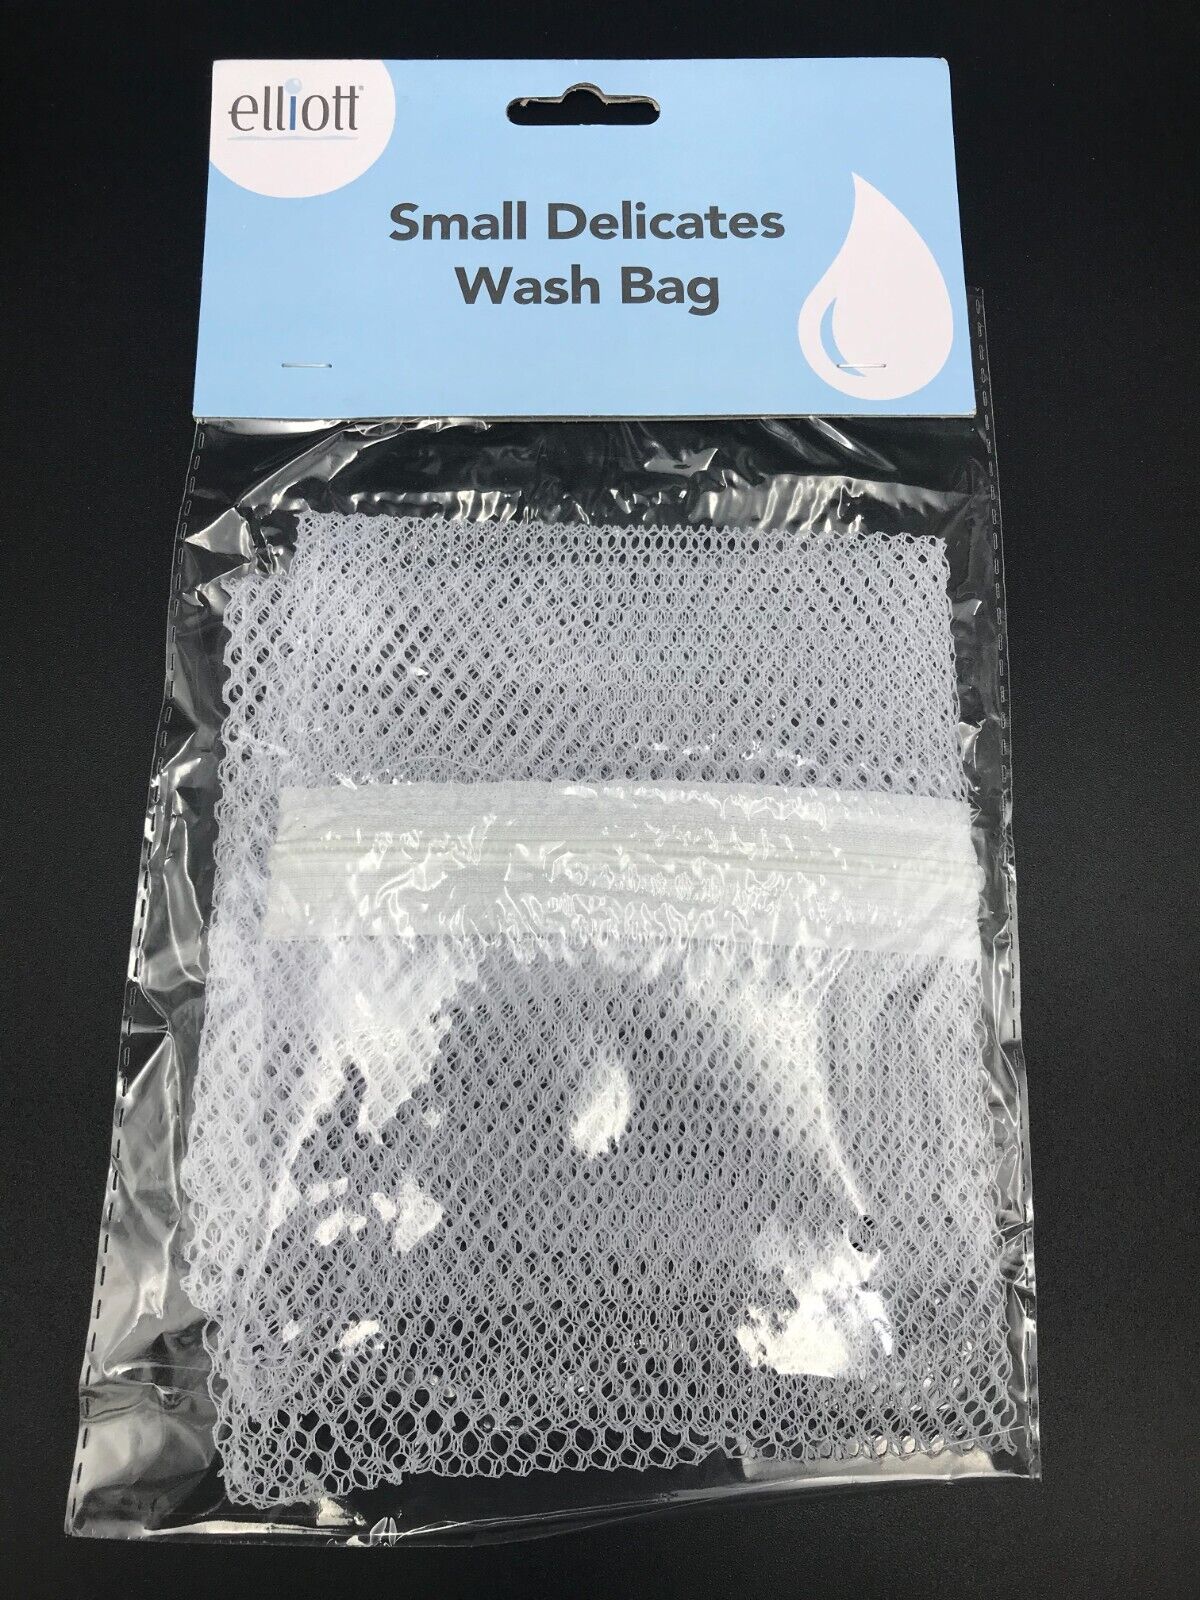 elliott®
Small Delicates
Wash Bag